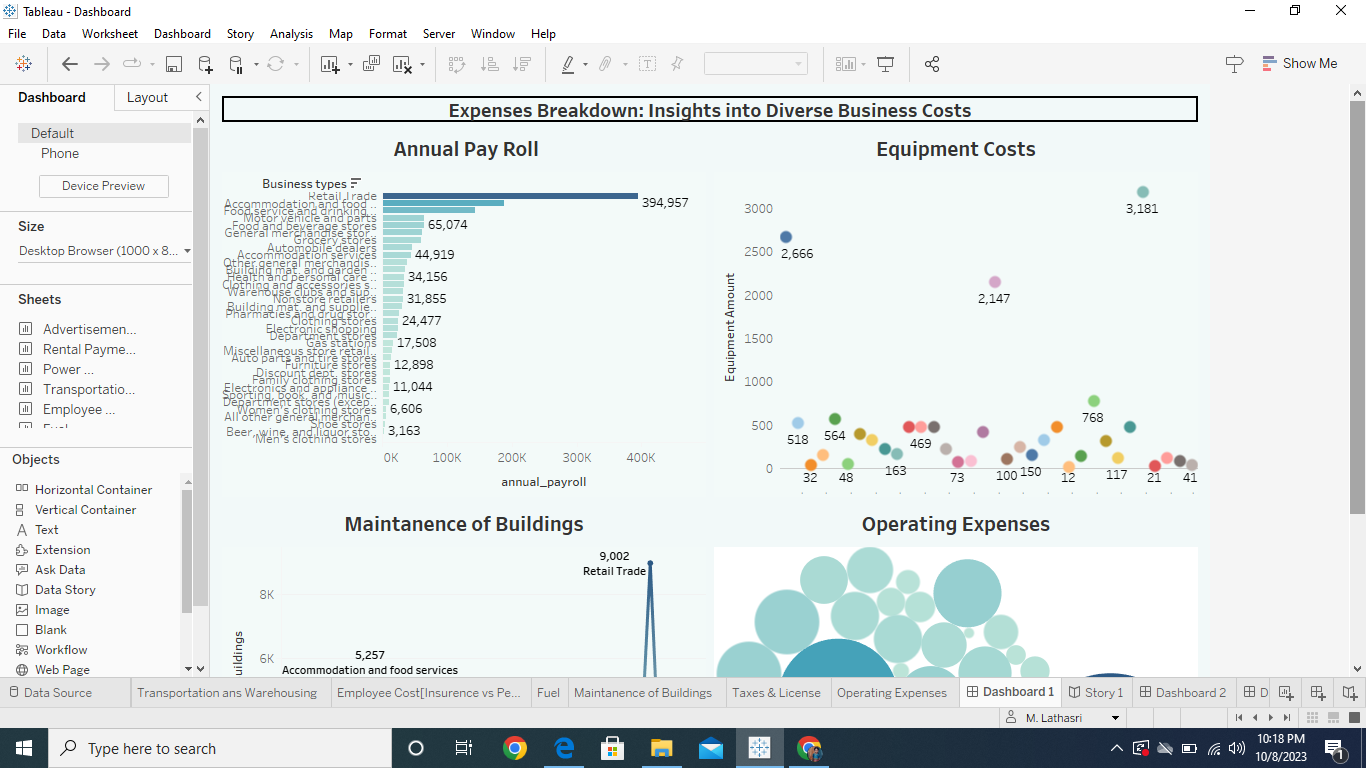 Tableau - Dashboard
File Data Worksheet Dashboard Story Analysis Map Format Server Window Help
Show Me
Dashboard Layout
Default
Phone
Device Preview
Size
Desktop Browser (1000 x 8...
Sheets
Advertisemen...
Rental Payme...
Power ...
Transportatio...
Employee ...
Objects
Horizontal Container
Vertical Container
Text
Extension
Ask Data
Data Story
Image
Blank
Workflow
Web Page
Expenses Breakdown: Insights into Diverse Business Costs
Annual Pay Roll
Business types
Retail Trade
394,957
Accommodation and food ..
Food service and drinking ..
Motor vehicle and parts
Food and beverage stores
65,074
General merchandise stor..
Grocery stores
Automobile dealers
Accommodation services
44,919
Other general merchandis..
Building mat. and garden ..
Health and personal care ..
34,156
Clothing and accessories s..
Warehouse clubs and sup..
Nonstore retailers
31,855
Building mat. and supplie..
Pharmacies and drug stor..
Clothing stores
24,477
Electronic shopping
Department stores
Gas stations
17,508
Miscellaneous store retail..
Auto parts and tire stores
Furniture stores
12,898
Discount dept. stores
Family clothing stores
Electronics and appliance ..
11,044
Sporting, book, and ,music..
Department stores (excep..
Women's clothing stores
6,606
All other general merchan..
Shoe stores
Beer, wine, and liquor sto..
3,163
Men's clothing stores
0K 100K 200K 300K 400K
annual_payroll
Equipment Costs
Equipment Amount
3000
2500
2000
1500
1000
500
0
3,181
2,666
2,147
768
518 564 469
163
32 48 73 100 150 12 117 21 41
Maintanence of Buildings
9,002
Retail Trade
8K
5,257
Accommodation and food services
6K
uildings
Operating Expenses
Data Source Transportation ans Warehousing Employee Cost[Insurence vs Pe... Fuel Maintanence of Buildings Taxes & License Operating Expenses Dashboard 1 Story 1 Dashboard 2 D
M. Lathasri
Type here to search
10:18 PM
10/8/2023
1